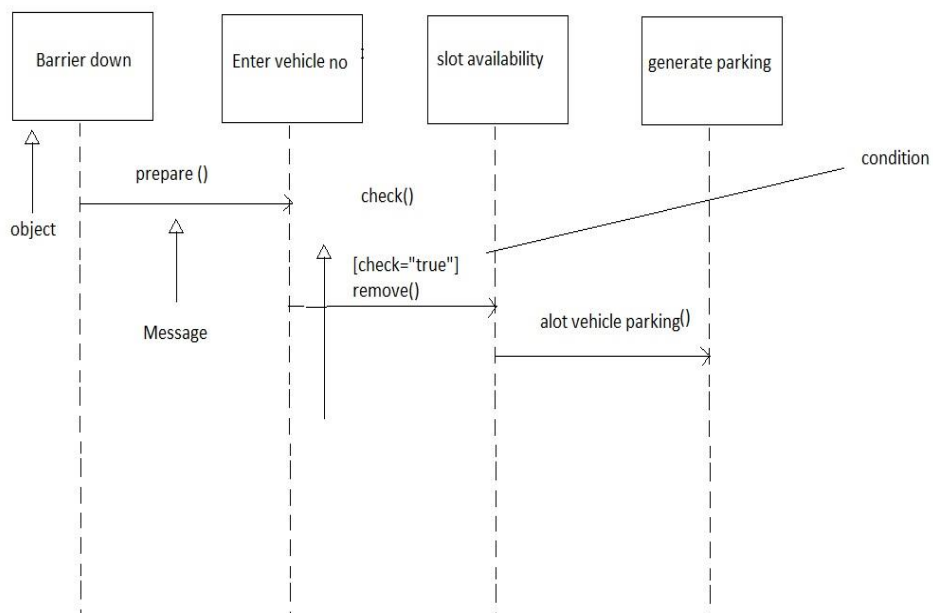 Barrier down
Enter vehicle no :
slot availability
generate parking
condition
prepare ()
check()
object
[check="true"]
remove()
alot vehicle parking()
Message